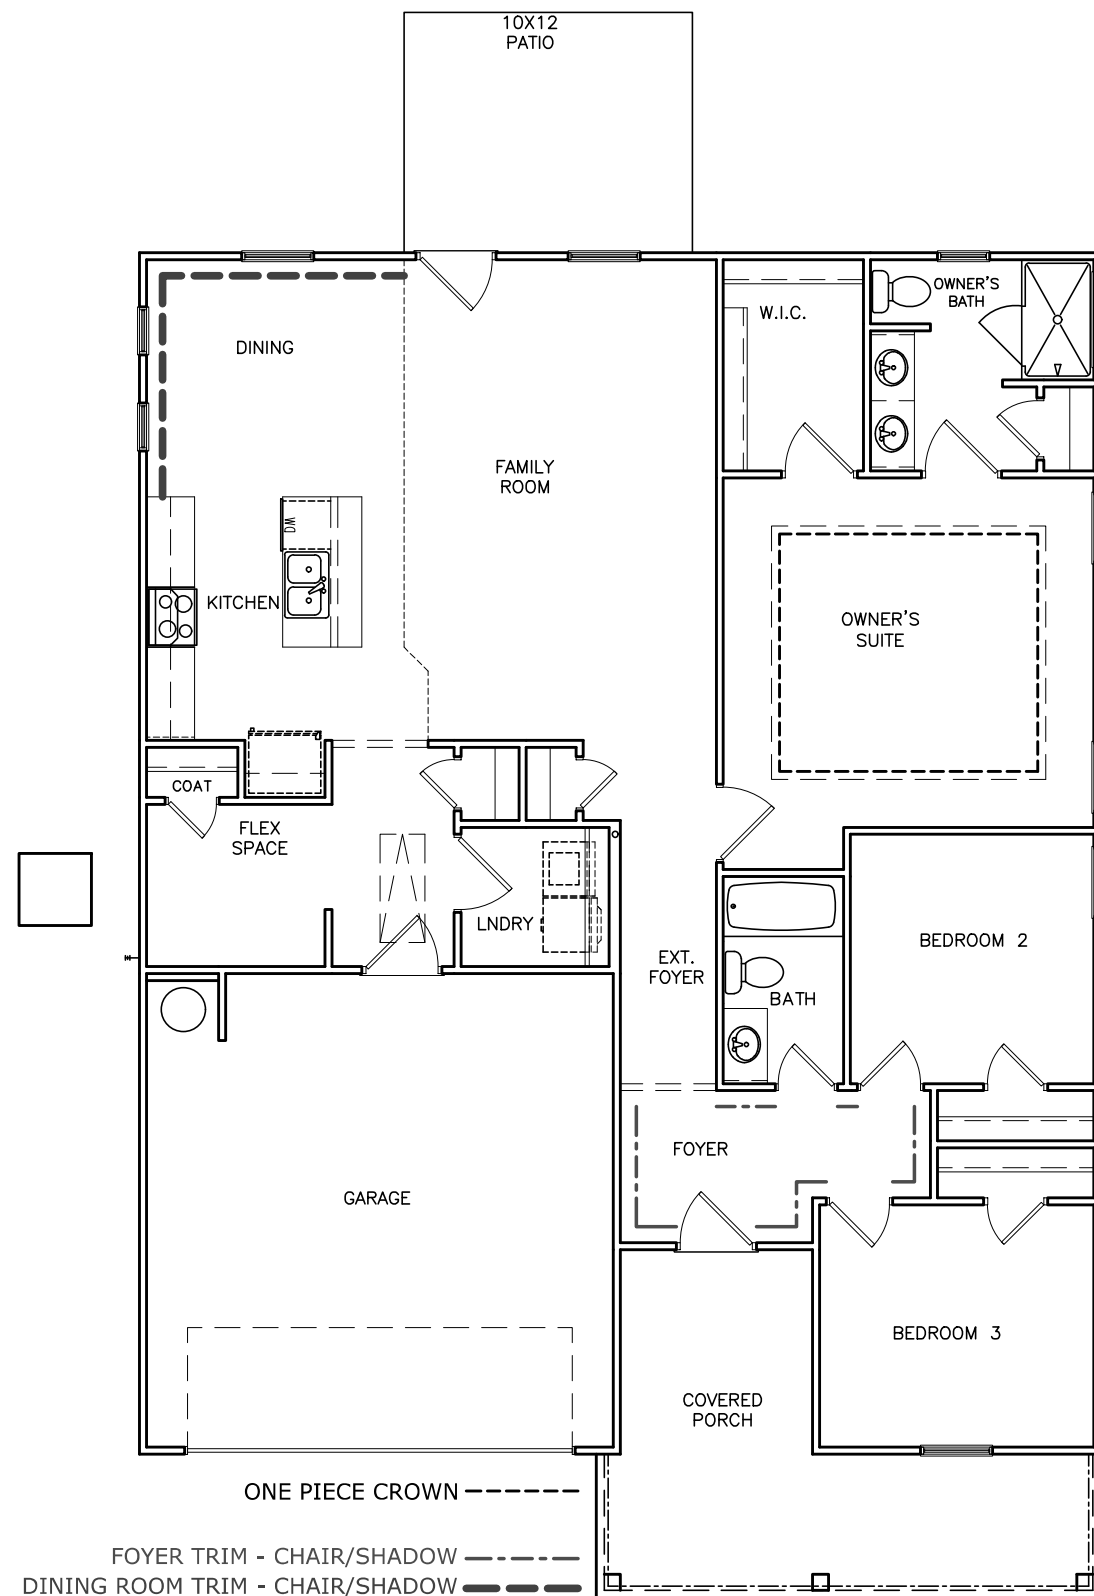 10X12
PATIO
OWNER'S
BATH
W.I.C.
DINING
FAMILY
ROOM
DW
KITCHEN
OWNER'S
SUITE
COAT
FLEX
SPACE
LNDRY
BEDROOM 2
EXT.
FOYER
BATH
FOYER
GARAGE
BEDROOM 3
COVERED
PORCH
ONE PIECE CROWN
FOYER TRIM - CHAIR/SHADOW
DINING ROOM TRIM - CHAIR/SHADOW